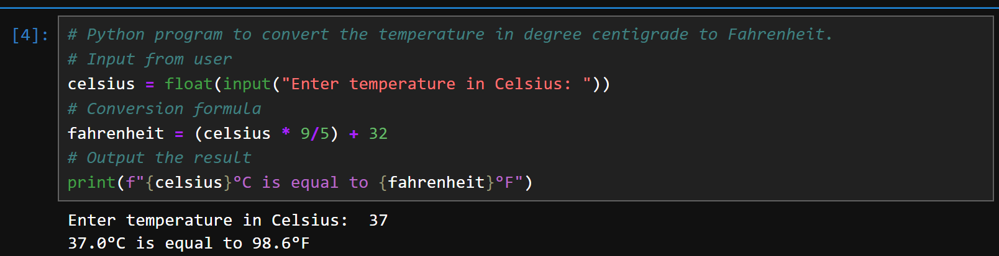 [4]:
# Python program to convert the temperature in degree centigrade to Fahrenheit.
# Input from user
celsius = float(input("Enter temperature in Celsius: "))
# Conversion formula
fahrenheit = (celsius * 9/5) + 32
# Output the result
print(f"{celsius}°C is equal to {fahrenheit}°F")
Enter temperature in Celsius:  37
37.0°C is equal to 98.6°F